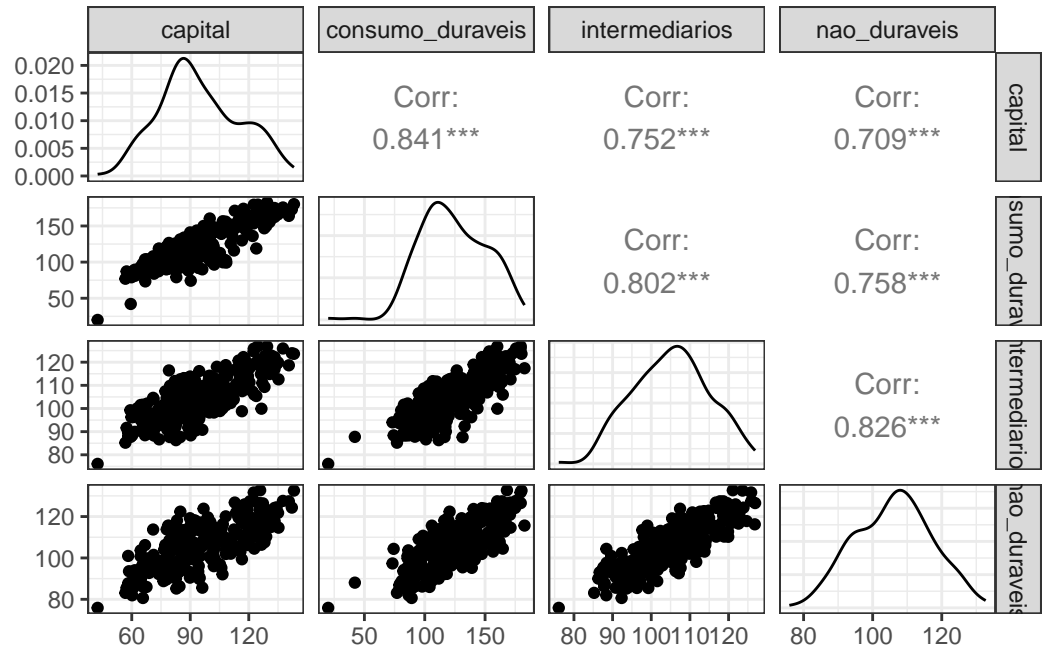 capital
consumo_duraveis
intermediarios
nao_duraveis
0.020
0.015
0.010
0.005
0.000
Corr:
0.841***
Corr:
0.752***
Corr:
0.709***
capital
150
100
50
Corr:
0.802***
Corr:
0.758***
sumo_durav
120
110
100
90
80
Corr:
0.826***
ntermediario
120
100
80
nao_duraveis
60 90 120
50 100 150
80 90 100 110 120
80 100 120